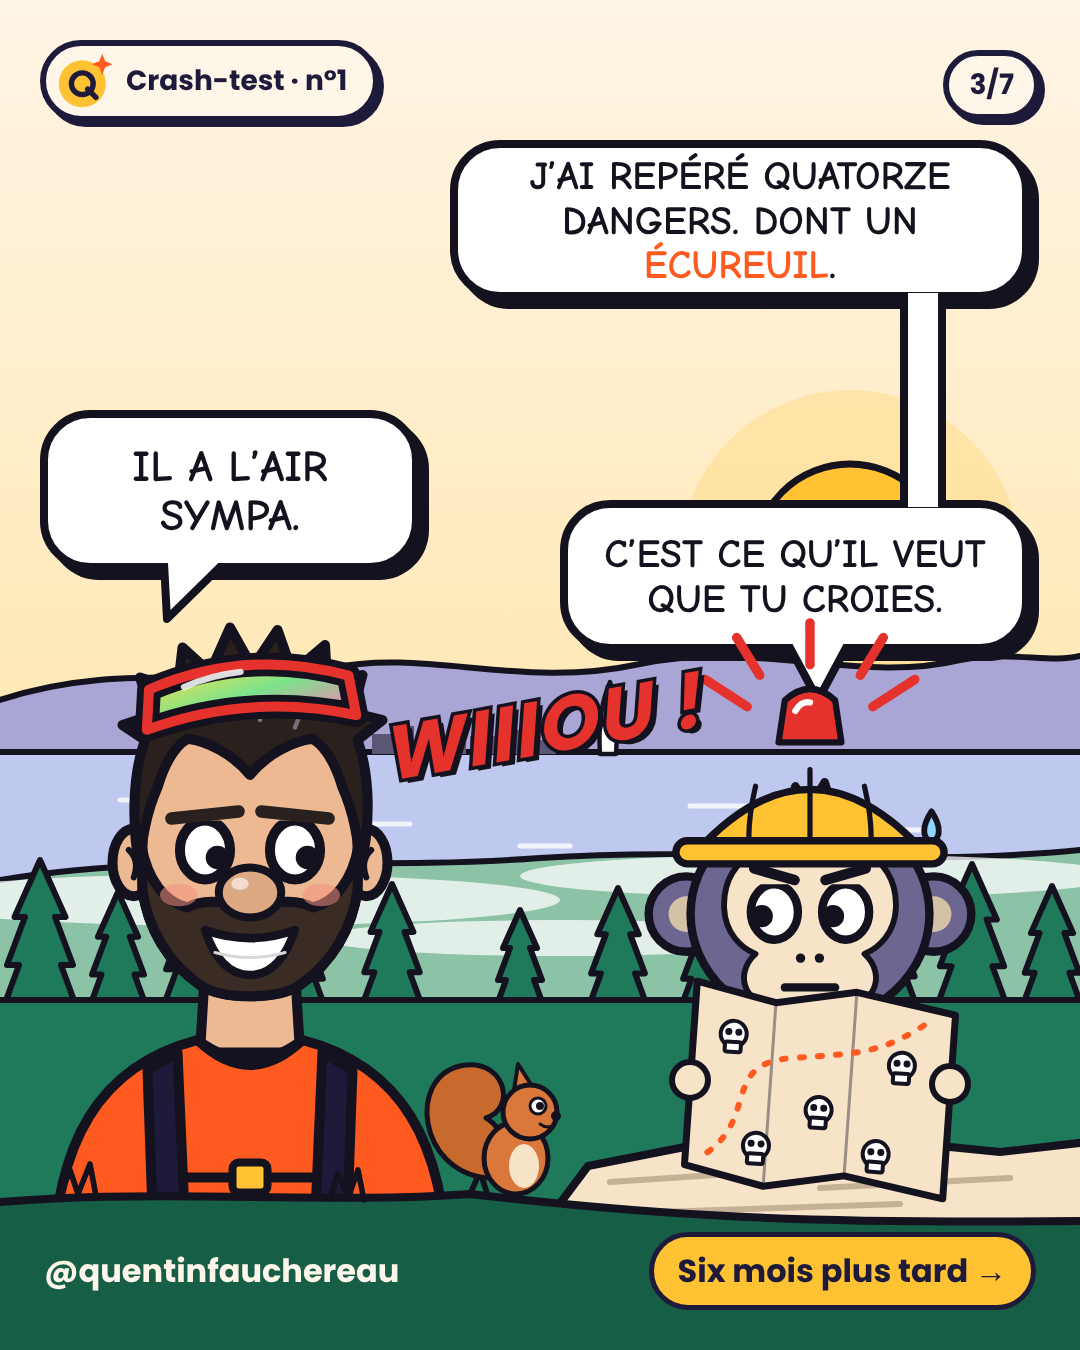 Q Crash-test · n°1
3/7
J'AI REPÉRÉ QUATORZE
DANGERS. DONT UN
ÉCUREUIL.
IL A L'AIR
SYMPA.
C'EST CE QU'IL VEUT
QUE TU CROIES.
WIIIOU !
@quentinfauchereau
Six mois plus tard →